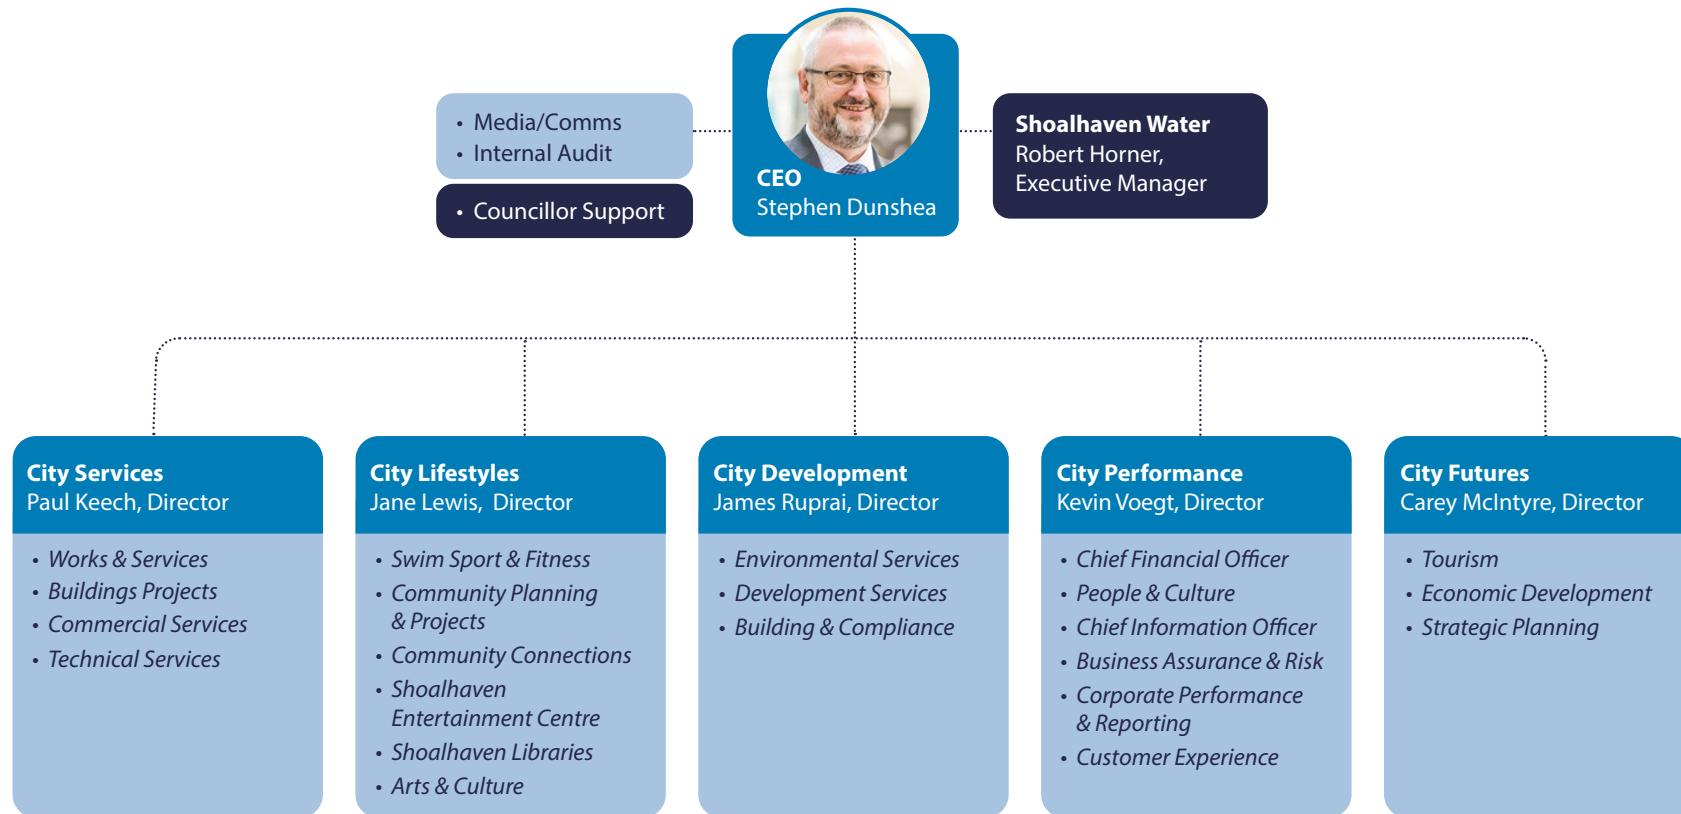 • Media/Comms
• Internal Audit
• Councillor Support
CEO
Stephen Dunshea
Shoalhaven Water
Robert Horner,
Executive Manager
City Services
Paul Keech, Director
• Works & Services
• Buildings Projects
• Commercial Services
• Technical Services
City Lifestyles
Jane Lewis, Director
• Swim Sport & Fitness
• Community Planning
& Projects
• Community Connections
• Shoalhaven
Entertainment Centre
• Shoalhaven Libraries
• Arts & Culture
City Development
James Ruprai, Director
• Environmental Services
• Development Services
• Building & Compliance
City Performance
Kevin Voegt, Director
• Chief Financial Officer
• People & Culture
• Chief Information Officer
• Business Assurance & Risk
• Corporate Performance
& Reporting
• Customer Experience
City Futures
Carey McIntyre, Director
• Tourism
• Economic Development
• Strategic Planning